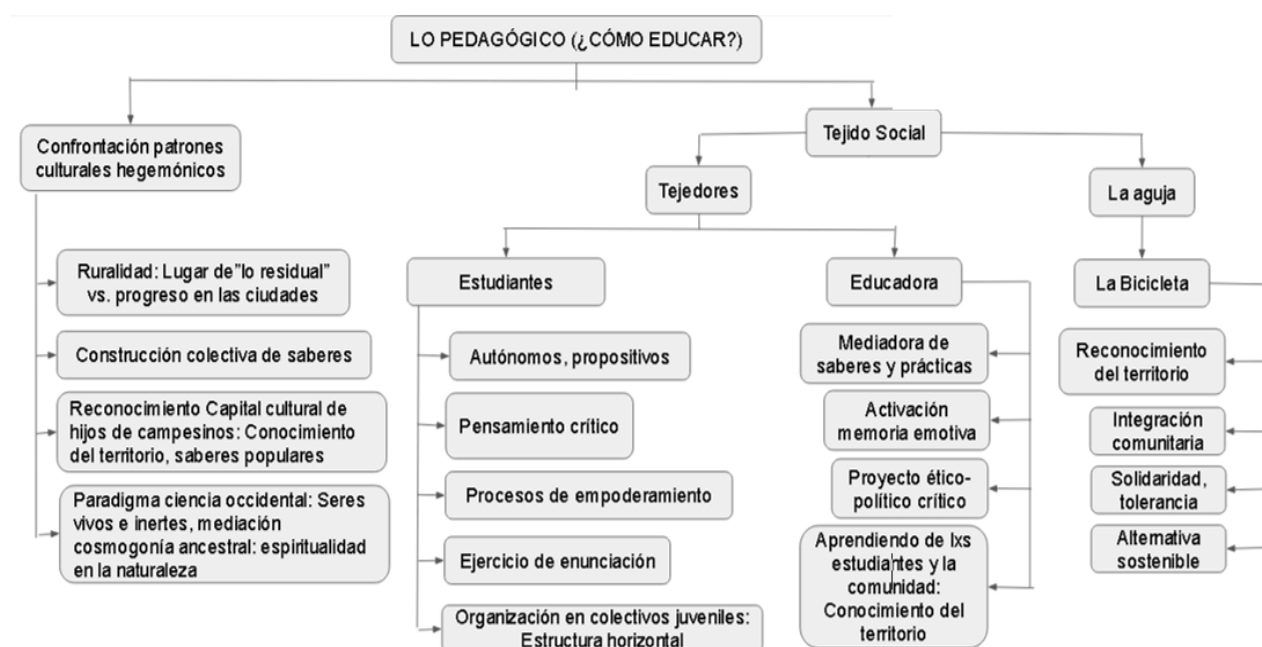 LO PEDAGÓGICO (¿CÓMO EDUCAR?)
Confrontación patrones
culturales hegemónicos
Ruralidad: Lugar de"lo residual"
vs. progreso en las ciudades
Construcción colectiva de saberes
Reconocimiento Capital cultural de
hijos de campesinos: Conocimiento
del territorio, saberes populares
Paradigma ciencia occidental: Seres
vivos e inertes, mediación
cosmogonía ancestral: espiritualidad
en la naturaleza
Tejido Social
Tejedores
Estudiantes
Autónomos, propositivos
Pensamiento crítico
Procesos de empoderamiento
Ejercicio de enunciación
Organización en colectivos juveniles:
Estructura horizontal
Educadora
Mediadora de
saberes y prácticas
Activación
memoria emotiva
Proyecto ético-
político crítico
Aprendiendo de lxs
estudiantes y la
comunidad:
Conocimiento del
territorio
La aguja
La Bicicleta
Reconocimiento
del territorio
Integración
comunitaria
Solidaridad,
tolerancia
Alternativa
sostenible